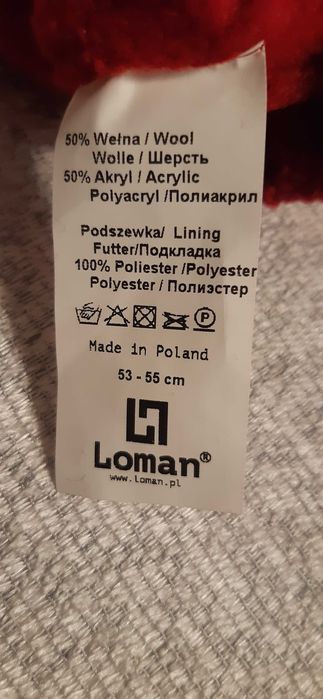 50% Wełna / Wool
Wolle / Шерсть
50% Akryl / Acrylic
Polyacryl /Полиакрил
Podszewka/ Lining
Futter/Подкладка
100% Poliester /Polyester
Polyester / Полиэстер
P
Made in Poland
53 - 55 cm
Loman®
www.Loman.pl